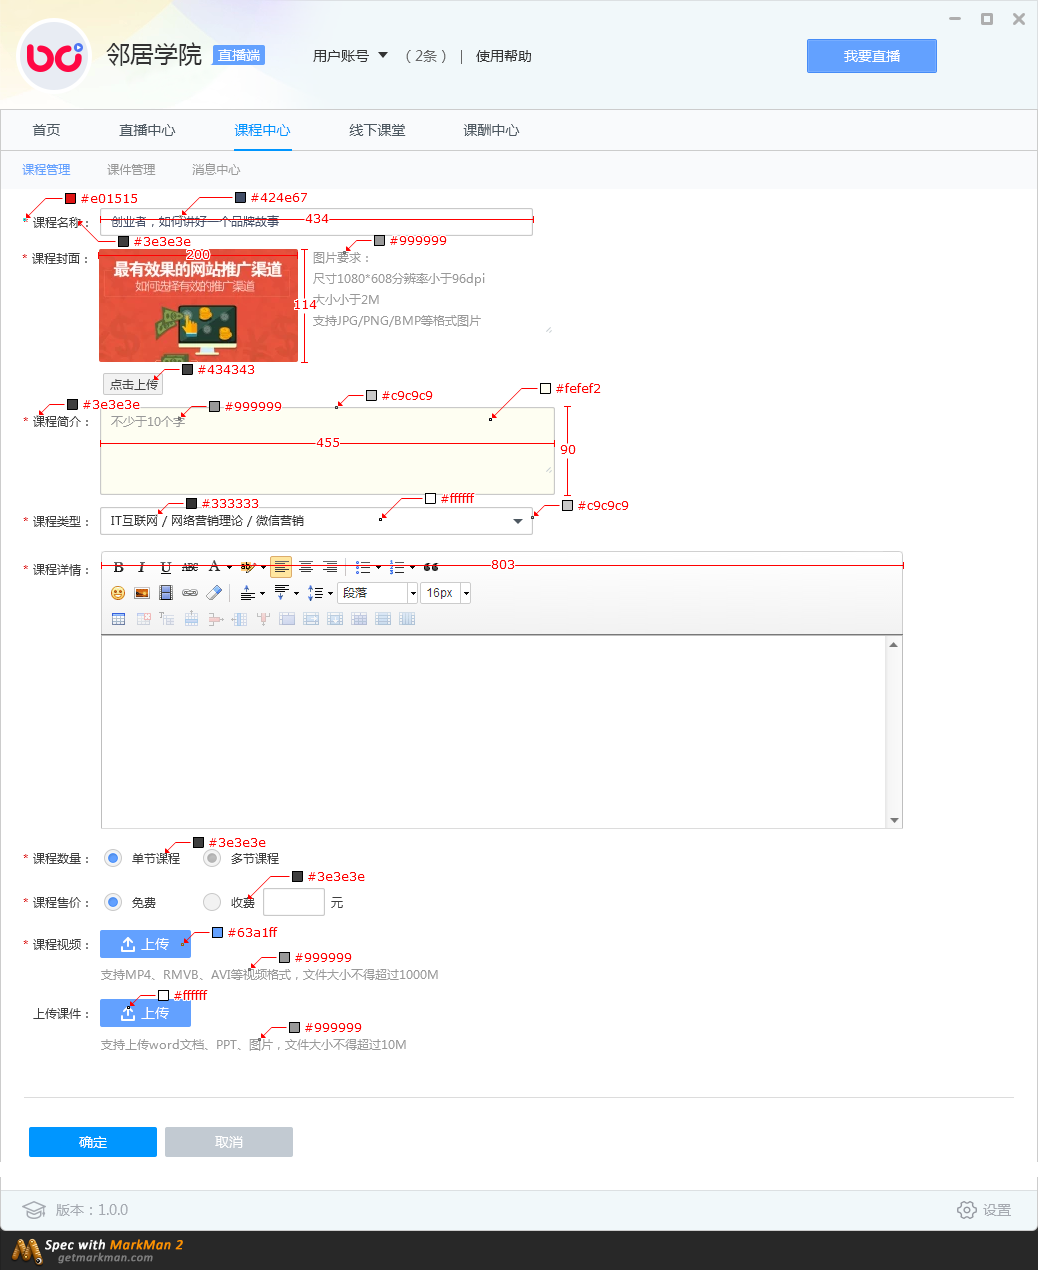 邻居学院 直播端 用户账号 （2条） | 使用帮助 我要直播
首页 直播中心 课程中心 线下课堂 课酬中心
课程管理 课件管理 消息中心
#e01515 #424e67
* 课程名称： 创业者，如何讲好一个品牌故事 434
#3e3e3e #999999
* 课程封面： 200 图片要求：
最有效果的网站推广渠道
如何选择有效的推广渠道
尺寸1080*608分辨率小于96dpi
114 大小小于2M
支持JPG/PNG/BMP等格式图片
#434343
点击上传
#3e3e3e #999999 #c9c9c9 #fefef2
* 课程简介： 不少于10个字
455 90
#333333 #ffffff #c9c9c9
* 课程类型： IT互联网 / 网络营销理论 / 微信营销
* 课程详情： B I U ABC A ab 803
段落 16px
#3e3e3e
* 课程数量： 单节课程 多节课程
#3e3e3e
* 课程售价： 免费 收费 元
#63a1ff
* 课程视频： 上传
#999999
支持MP4、RMVB、AVI等视频格式，文件大小不得超过1000M
#ffffff
上传课件： 上传
#999999
支持上传word文档、PPT、图片，文件大小不得超过10M
确定 取消
版本：1.0.0 设置
Spec with MarkMan 2
getmarkman.com